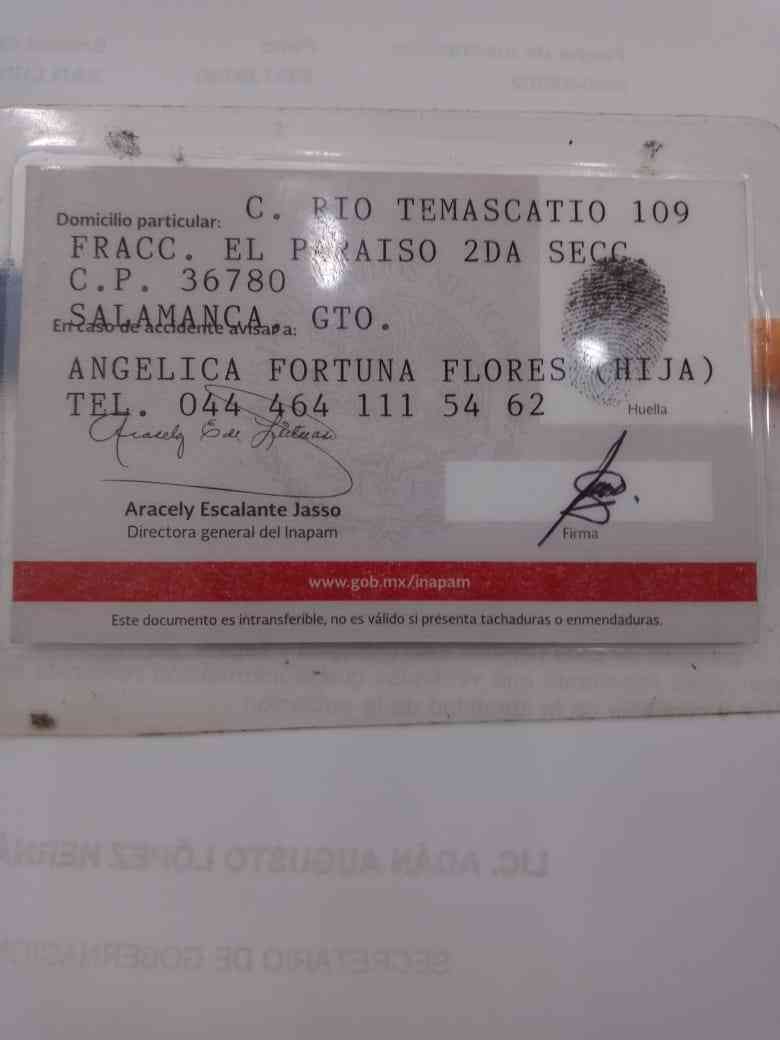 Domicilio particular: C. RIO TEMASCATIO 109
FRACC. EL PARAISO 2DA SECC.
C.P. 36780
SALAMANCA, GTO.
En caso de accidente avisar a:
ANGELICA FORTUNA FLORES (HIJA)
TEL. 044 464 111 54 62
Huella
Aracely Escalante Jasso
Directora general del Inapam
Firma
www.gob.mx/inapam
Este documento es intransferible, no es válido si presenta tachaduras o enmendaduras.
LIC. ADÁN AUGUSTO LÓPEZ
SECRETARIO DE GOBERNACIÓN